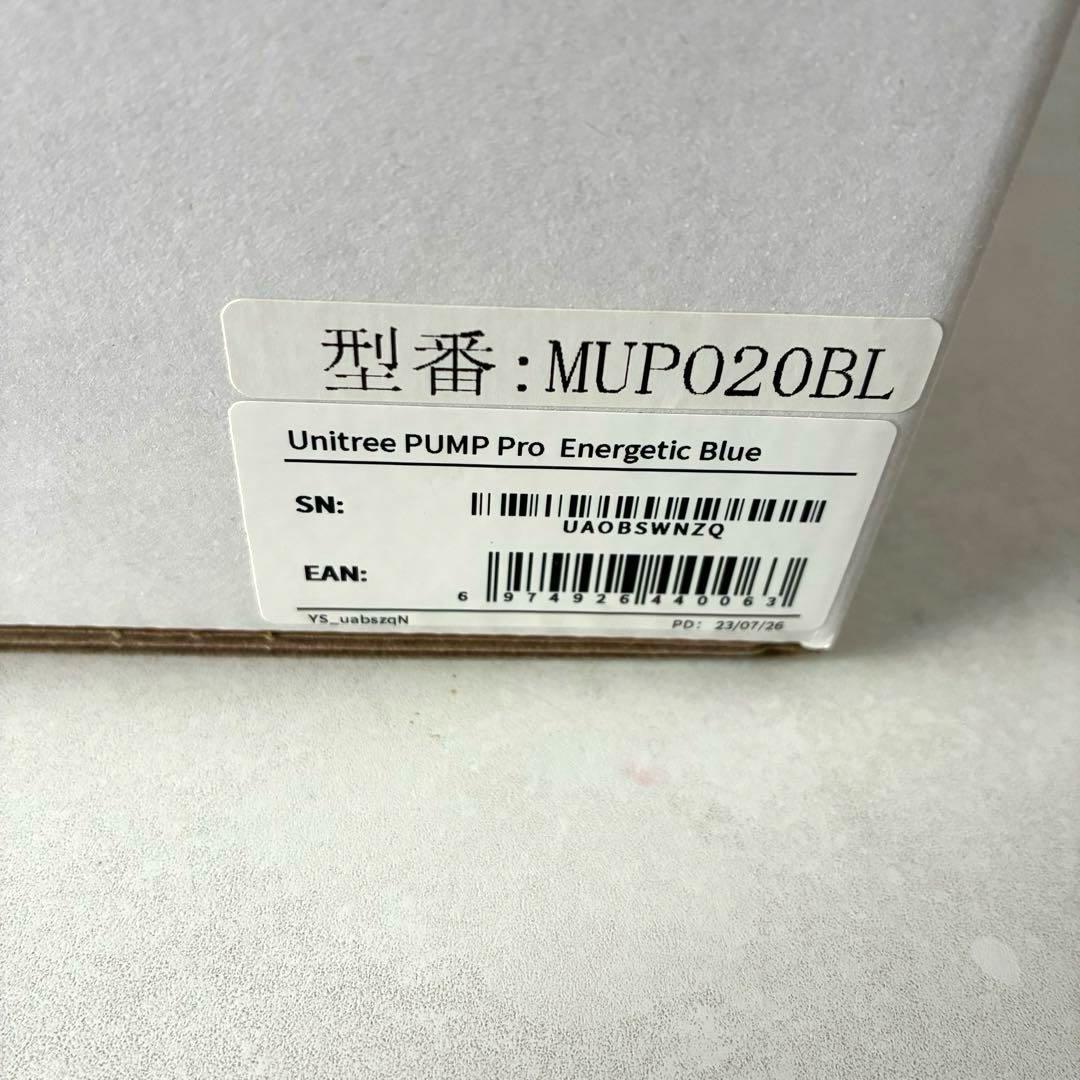 型番:MUP020BL
Unitree PUMP Pro Energetic Blue
SN:
UAOBSWNZQ
EAN:
6 974926 440063
YS_uabszqN
PD: 23/07/26